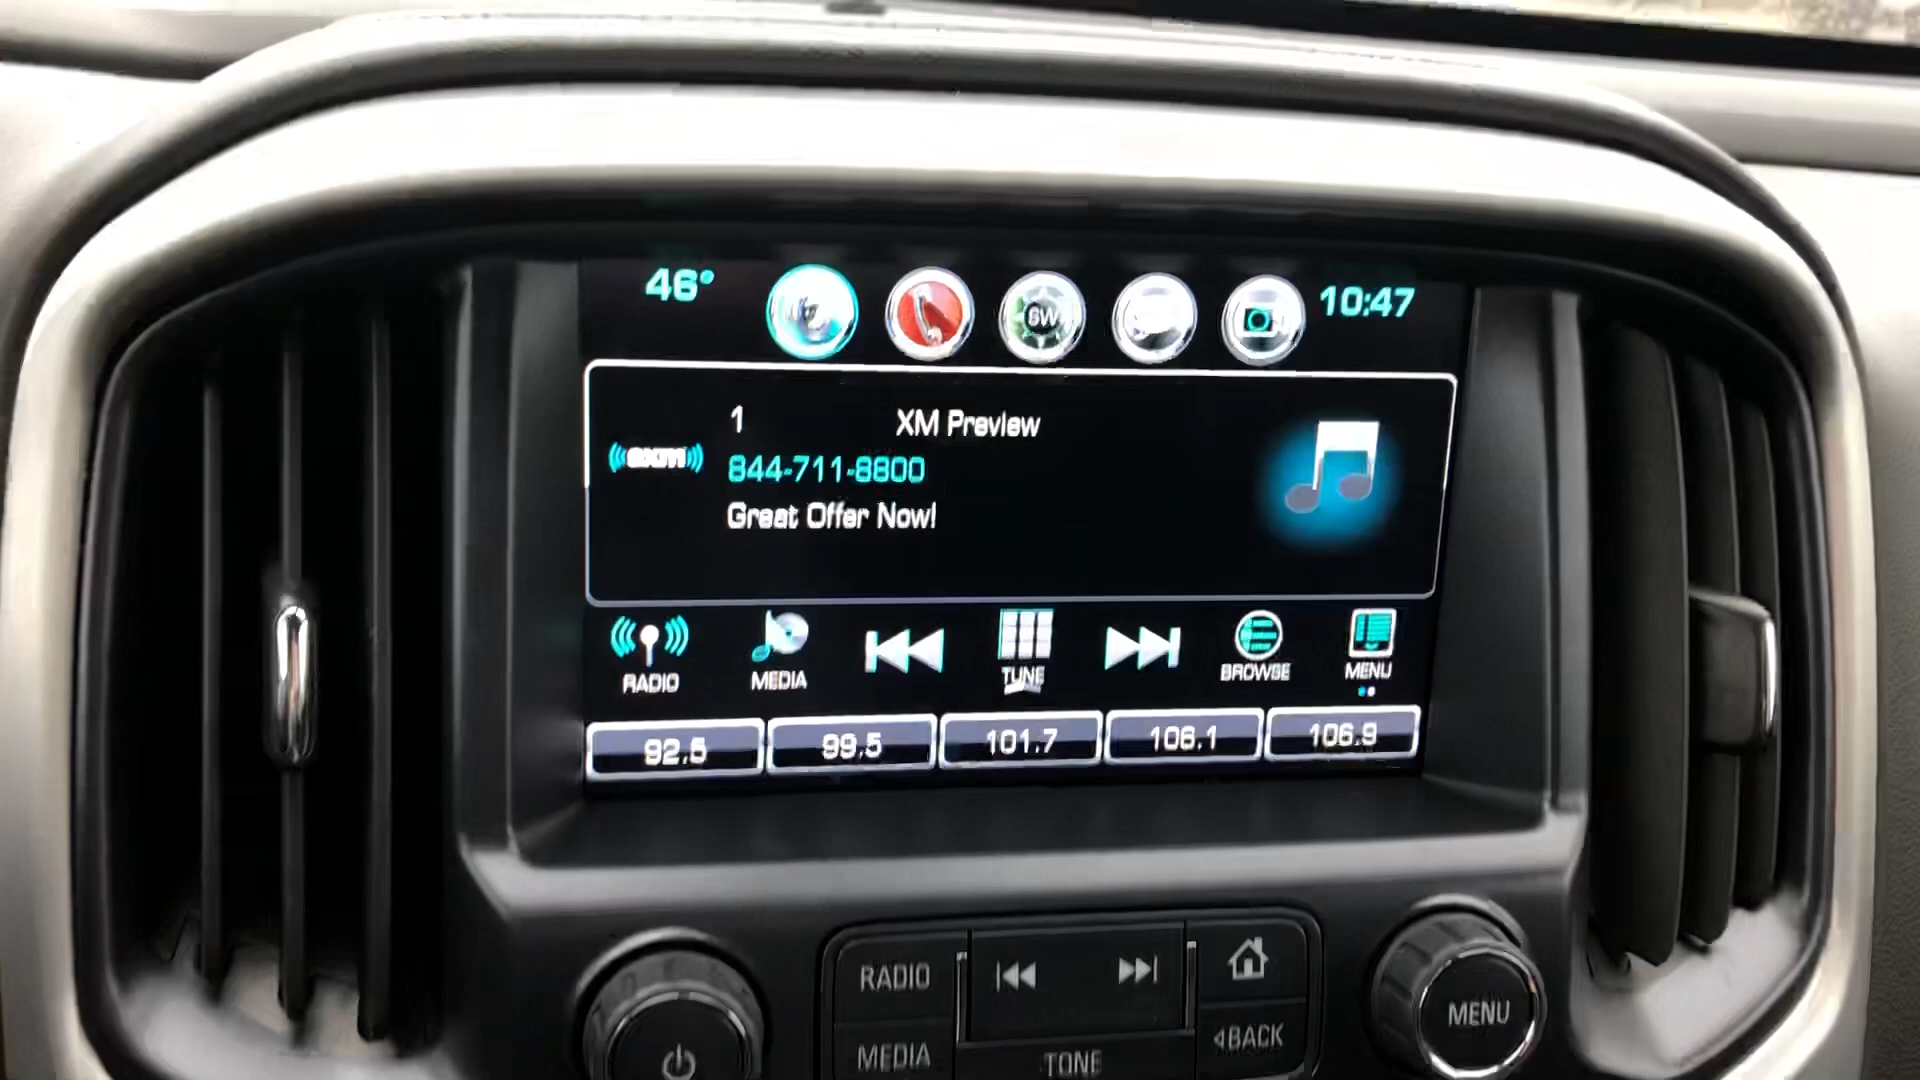 46° 10:47
1 XM Preview
((sxm))
844-711-8800
Great Offer Now!
RADIO MEDIA TUNE BROWSE MENU
92.5 99.5 101.7 106.1 106.9
RADIO
MENU
BACK
MEDIA TONE